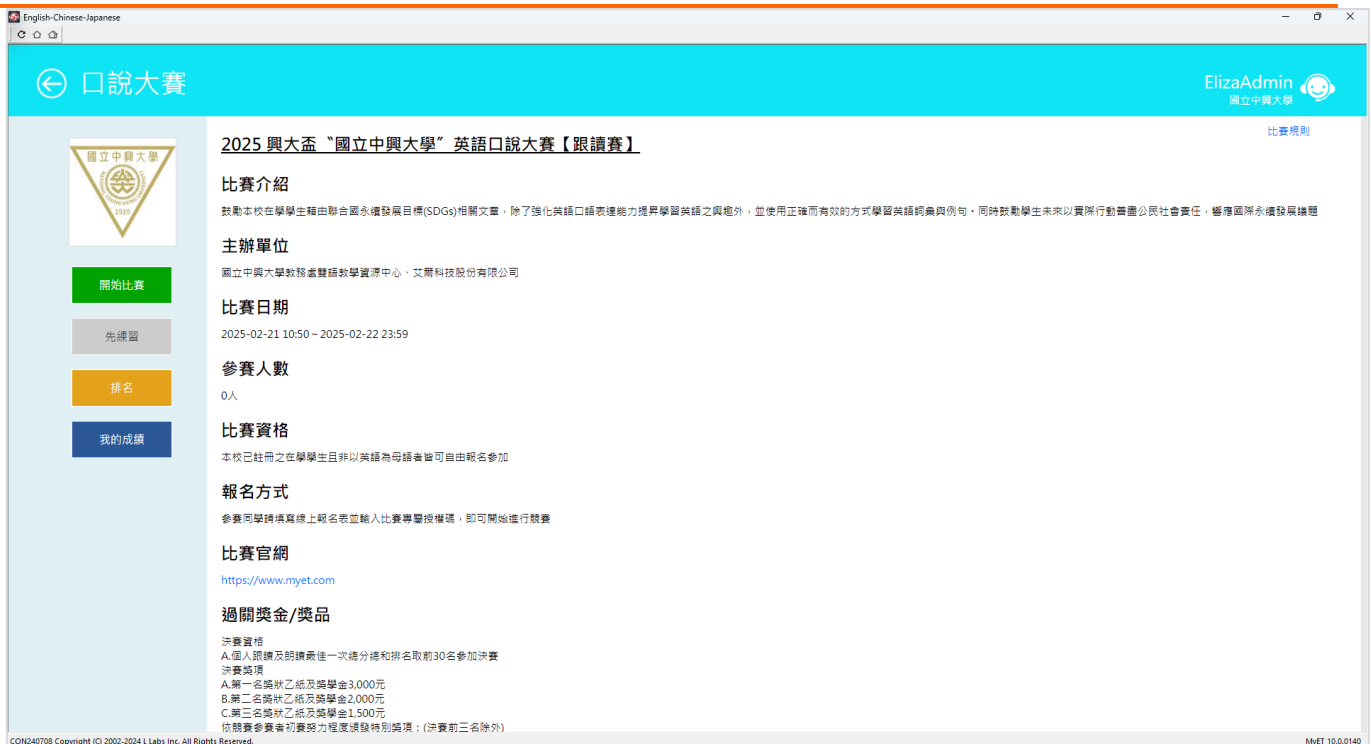 English-Chinese-Japanese
口說大賽
ElizaAdmin
國立中興大學
比賽規則
國立中興大學
1919
開始比賽
先練習
排名
我的成績
2025 興大盃〝國立中興大學〞英語口說大賽【跟讀賽】
比賽介紹
鼓勵本校在學學生藉由聯合國永續發展目標(SDGs)相關文章，除了強化英語口語表達能力提昇學習英語之興趣外，並使用正確而有效的方式學習英語詞彙與例句。同時鼓勵學生未來以實際行動善盡公民社會責任，響應國際永續發展議題
主辦單位
國立中興大學教務處雙語教學資源中心、艾爾科技股份有限公司
比賽日期
2025-02-21 10:50 ~ 2025-02-22 23:59
參賽人數
0人
比賽資格
本校已註冊之在學學生且非以英語為母語者皆可自由報名參加
報名方式
參賽同學請填寫線上報名表並輸入比賽專屬授權碼，即可開始進行競賽
比賽官網
https://www.myet.com
過關獎金/獎品
決賽資格
A.個人跟讀及朗讀最佳一次總分總和排名取前30名參加決賽
決賽獎項
A.第一名獎狀乙紙及獎學金3,000元
B.第二名獎狀乙紙及獎學金2,000元
C.第三名獎狀乙紙及獎學金1,500元
依競賽參賽者初賽努力程度頒發特別獎項：(決賽前三名除外)
CON240708 Copyright (C) 2002-2024 L Labs Inc. All Rights Reserved.
MyET 10.0.0140